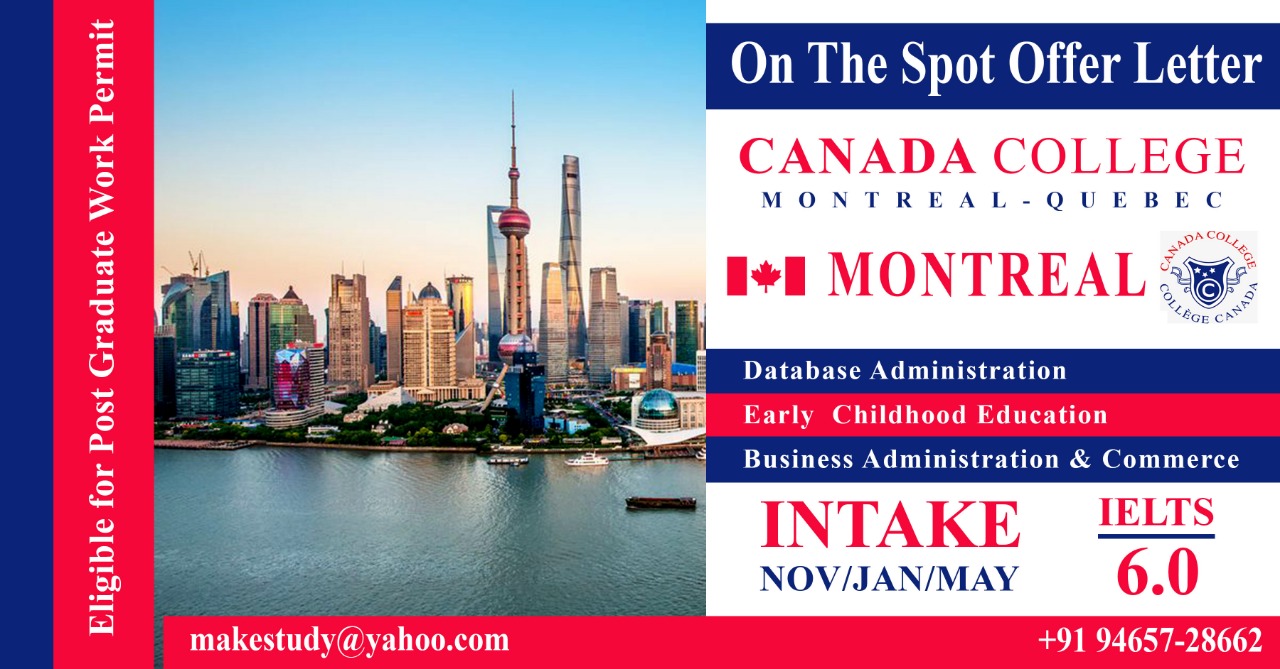 Eligible for Post Graduate Work Permit
On The Spot Offer Letter
CANADA COLLEGE
MONTREAL-QUEBEC
MONTREAL
CANADA COLLEGE
C
COLLÈGE CANADA
Database Administration
Early Childhood Education
Business Administration & Commerce
INTAKE
NOV/JAN/MAY
IELTS
6.0
makestudy@yahoo.com
+91 94657-28662